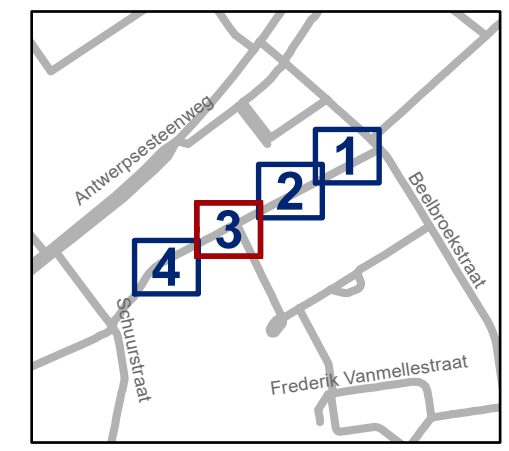 Antwerpsesteenweg
1
Beelbroekstraat
2
3
4
Schuurstraat
Frederik Vanmellestraat